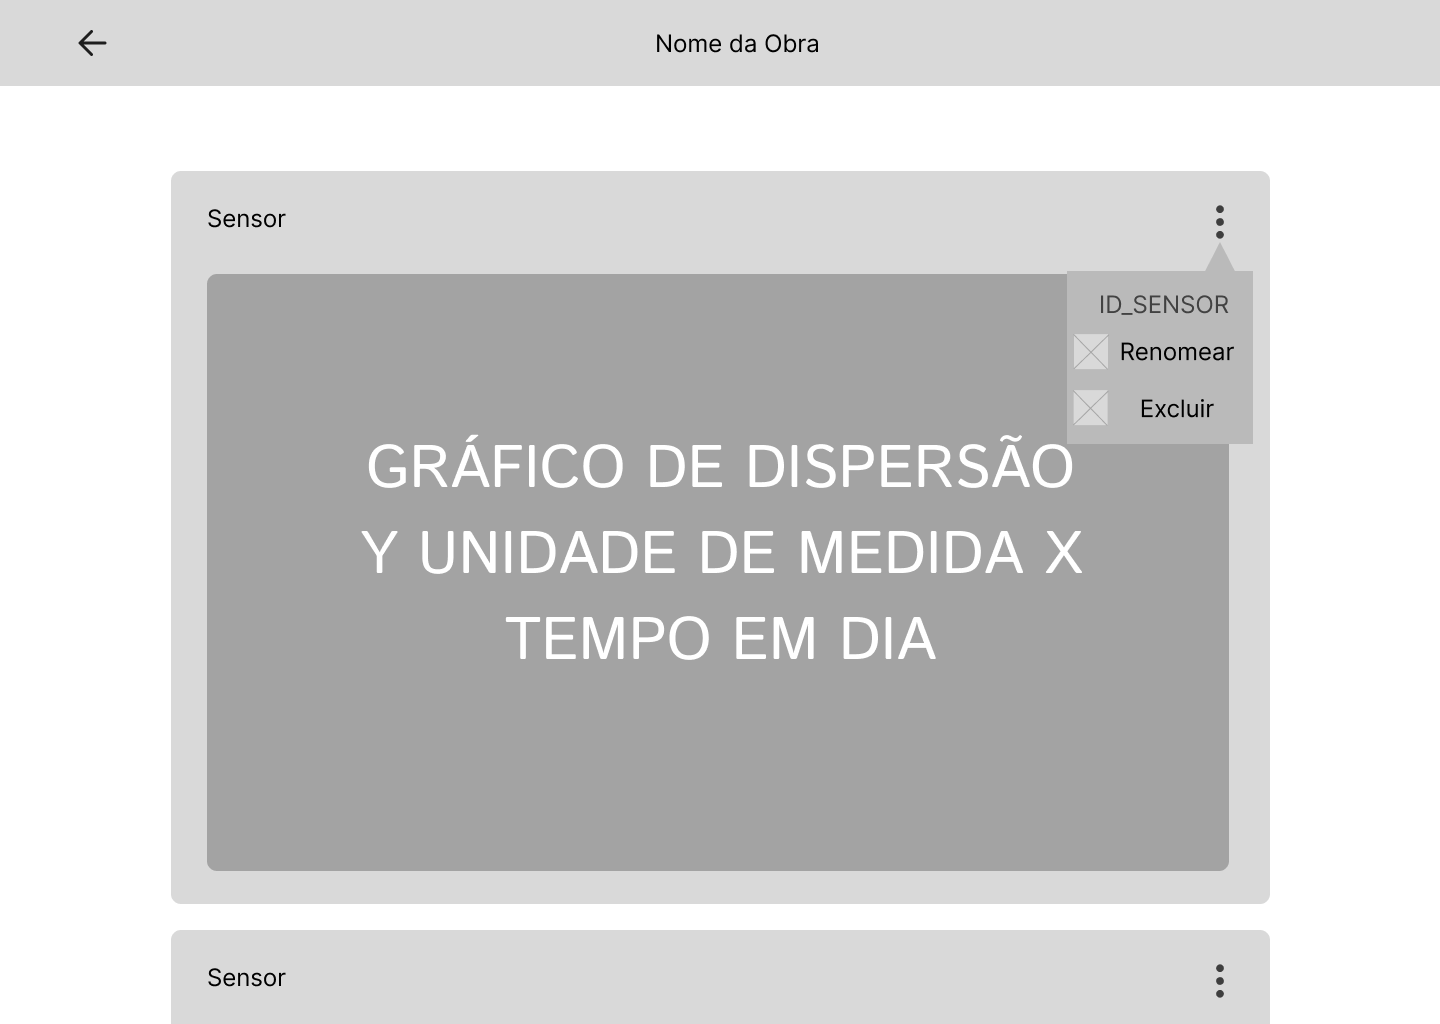 Nome da Obra
Sensor
ID_SENSOR
Renomear
Excluir
GRÁFICO DE DISPERSÃO
Y UNIDADE DE MEDIDA X
TEMPO EM DIA
Sensor